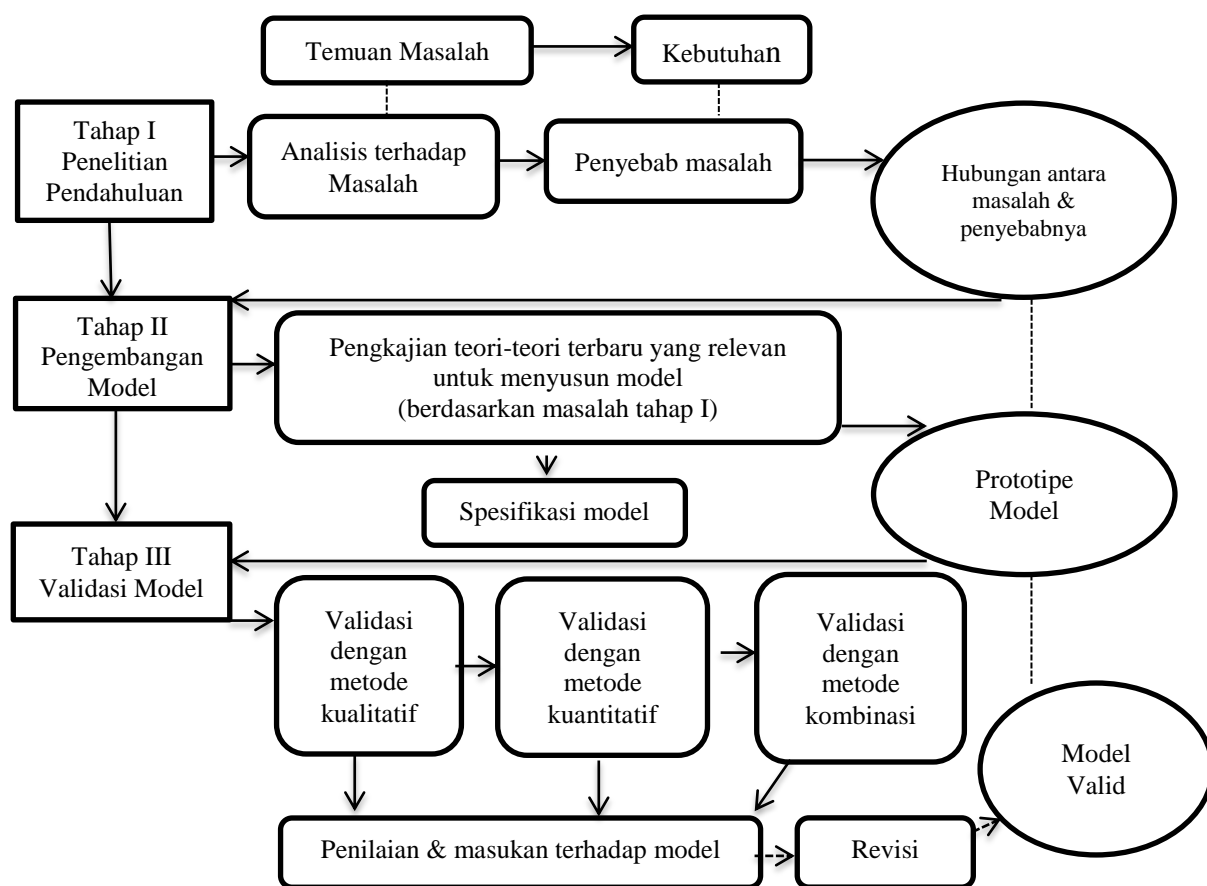 Temuan Masalah
Kebutuhan
Tahap I
Penelitian
Pendahuluan
Analisis terhadap
Masalah
Penyebab masalah
Hubungan antara
masalah &
penyebabnya
Tahap II
Pengembangan
Model
Pengkajian teori-teori terbaru yang relevan
untuk menyusun model
(berdasarkan masalah tahap I)
Prototipe
Model
Spesifikasi model
Tahap III
Validasi Model
Validasi
dengan
metode
kualitatif
Validasi
dengan
metode
kuantitatif
Validasi
dengan
metode
kombinasi
Model
Valid
Penilaian & masukan terhadap model
Revisi